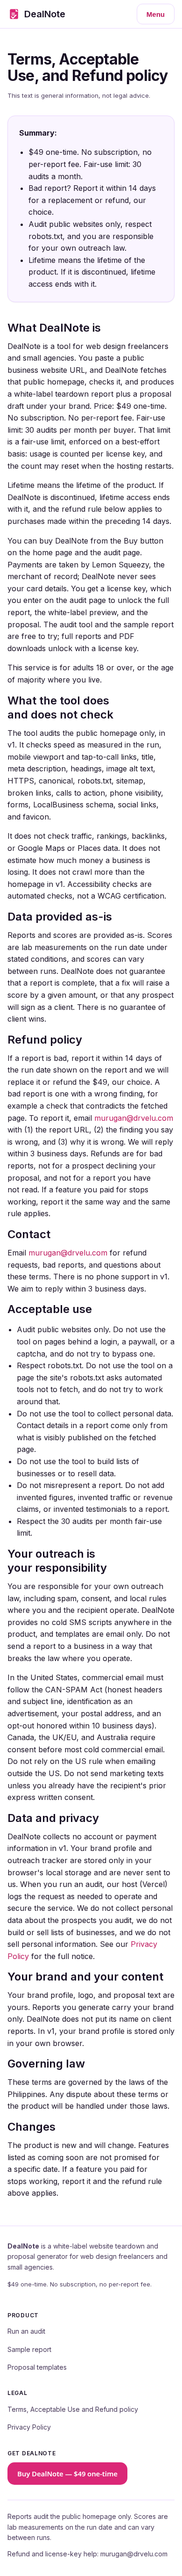 DealNote
Menu
Terms, Acceptable
Use, and Refund policy
This text is general information, not legal advice.
Summary:
• $49 one-time. No subscription, no
per-report fee. Fair-use limit: 30
audits a month.
• Bad report? Report it within 14 days
for a replacement or refund, our
choice.
• Audit public websites only, respect
robots.txt, and you are responsible
for your own outreach law.
• Lifetime means the lifetime of the
product. If it is discontinued, lifetime
access ends with it.
What DealNote is
DealNote is a tool for web design freelancers
and small agencies. You paste a public
business website URL, and DealNote fetches
that public homepage, checks it, and produces
a white-label teardown report plus a proposal
draft under your brand. Price: $49 one-time.
No subscription. No per-report fee. Fair-use
limit: 30 audits per month per buyer. That limit
is a fair-use limit, enforced on a best-effort
basis: usage is counted per license key, and
the count may reset when the hosting restarts.
Lifetime means the lifetime of the product. If
DealNote is discontinued, lifetime access ends
with it, and the refund rule below applies to
purchases made within the preceding 14 days.
You can buy DealNote from the Buy button
on the home page and the audit page.
Payments are taken by Lemon Squeezy, the
merchant of record; DealNote never sees
your card details. You get a license key, which
you enter on the audit page to unlock the full
report, the white-label preview, and the
proposal. The audit tool and the sample report
are free to try; full reports and PDF
downloads unlock with a license key.
This service is for adults 18 or over, or the age
of majority where you live.
What the tool does
and does not check
The tool audits the public homepage only, in
v1. It checks speed as measured in the run,
mobile viewport and tap-to-call links, title,
meta description, headings, image alt text,
HTTPS, canonical, robots.txt, sitemap,
broken links, calls to action, phone visibility,
forms, LocalBusiness schema, social links,
and favicon.
It does not check traffic, rankings, backlinks,
or Google Maps or Places data. It does not
estimate how much money a business is
losing. It does not crawl more than the
homepage in v1. Accessibility checks are
automated checks, not a WCAG certification.
Data provided as-is
Reports and scores are provided as-is. Scores
are lab measurements on the run date under
stated conditions, and scores can vary
between runs. DealNote does not guarantee
that a report is complete, that a fix will raise a
score by a given amount, or that any prospect
will sign as a client. There is no guarantee of
client wins.
Refund policy
If a report is bad, report it within 14 days of
the run date shown on the report and we will
replace it or refund the $49, our choice. A
bad report is one with a wrong finding, for
example a check that contradicts the fetched
page. To report it, email murugan@drvelu.com
with (1) the report URL, (2) the finding you say
is wrong, and (3) why it is wrong. We will reply
within 3 business days. Refunds are for bad
reports, not for a prospect declining your
proposal, and not for a report you have
not read. If a feature you paid for stops
working, report it the same way and the same
rule applies.
Contact
Email murugan@drvelu.com for refund
requests, bad reports, and questions about
these terms. There is no phone support in v1.
We aim to reply within 3 business days.
Acceptable use
• Audit public websites only. Do not use the
tool on pages behind a login, a paywall, or a
captcha, and do not try to bypass one.
• Respect robots.txt. Do not use the tool on a
page the site's robots.txt asks automated
tools not to fetch, and do not try to work
around that.
• Do not use the tool to collect personal data.
Contact details in a report come only from
what is visibly published on the fetched
page.
• Do not use the tool to build lists of
businesses or to resell data.
• Do not misrepresent a report. Do not add
invented figures, invented traffic or revenue
claims, or invented testimonials to a report.
• Respect the 30 audits per month fair-use
limit.
Your outreach is
your responsibility
You are responsible for your own outreach
law, including spam, consent, and local rules
where you and the recipient operate. DealNote
provides no cold SMS scripts anywhere in the
product, and templates are email only. Do not
send a report to a business in a way that
breaks the law where you operate.
In the United States, commercial email must
follow the CAN-SPAM Act (honest headers
and subject line, identification as an
advertisement, your postal address, and an
opt-out honored within 10 business days).
Canada, the UK/EU, and Australia require
consent before most cold commercial email.
Do not rely on the US rule when emailing
outside the US. Do not send marketing texts
unless you already have the recipient's prior
express written consent.
Data and privacy
DealNote collects no account or payment
information in v1. Your brand profile and
outreach tracker are stored only in your
browser's local storage and are never sent to
us. When you run an audit, our host (Vercel)
logs the request as needed to operate and
secure the service. We do not collect personal
data about the prospects you audit, we do not
build or sell lists of businesses, and we do not
sell personal information. See our Privacy
Policy for the full notice.
Your brand and your content
Your brand profile, logo, and proposal text are
yours. Reports you generate carry your brand
only. DealNote does not put its name on client
reports. In v1, your brand profile is stored only
in your own browser.
Governing law
These terms are governed by the laws of the
Philippines. Any dispute about these terms or
the product will be handled under those laws.
Changes
The product is new and will change. Features
listed as coming soon are not promised for
a specific date. If a feature you paid for
stops working, report it and the refund rule
above applies.
DealNote is a white-label website teardown and
proposal generator for web design freelancers and
small agencies.
$49 one-time. No subscription, no per-report fee.
PRODUCT
Run an audit
Sample report
Proposal templates
LEGAL
Terms, Acceptable Use and Refund policy
Privacy Policy
GET DEALNOTE
Buy DealNote — $49 one-time
Reports audit the public homepage only. Scores are
lab measurements on the run date and can vary
between runs.
Refund and license-key help: murugan@drvelu.com